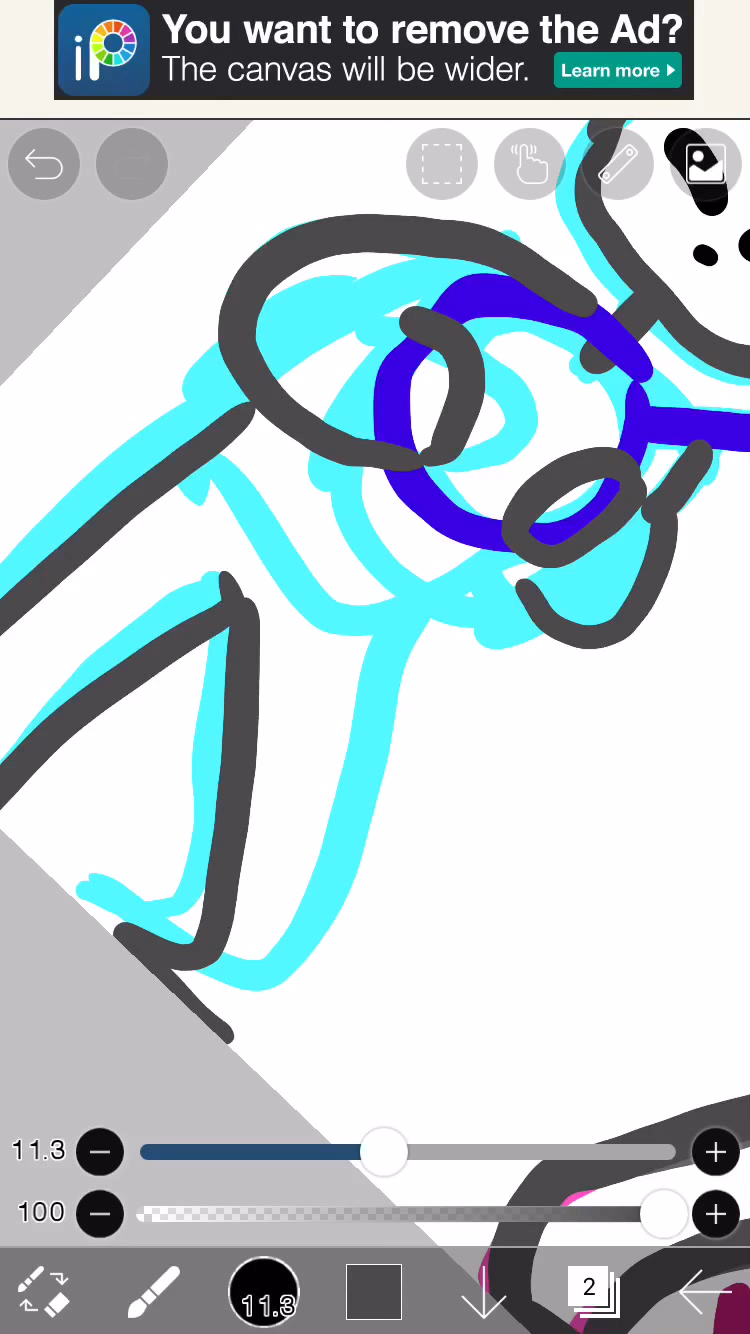 iP
You want to remove the Ad?
The canvas will be wider.
Learn more
11.3
100
11.3
2